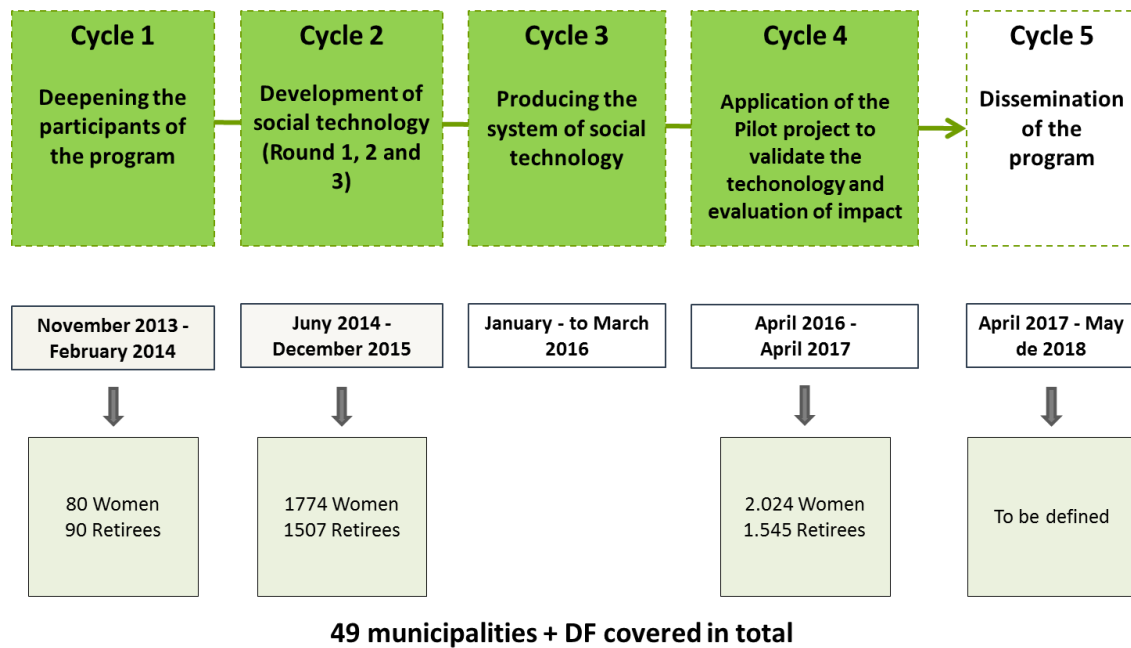 Cycle 1
Deepening the
participants of
the program
Cycle 2
Development of
social technology
(Round 1, 2 and
3)
Cycle 3
Producing the
system of social
technology
Cycle 4
Application of the
Pilot project to
validate the
techonology and
evaluation of impact
Cycle 5
Dissemination
of the
program
November 2013 -
February 2014
Juny 2014 -
December 2015
January - to March
2016
April 2016 -
April 2017
April 2017 - May
de 2018
80 Women
90 Retirees
1774 Women
1507 Retirees
2.024 Women
1.545 Retirees
To be defined
49 municipalities + DF covered in total